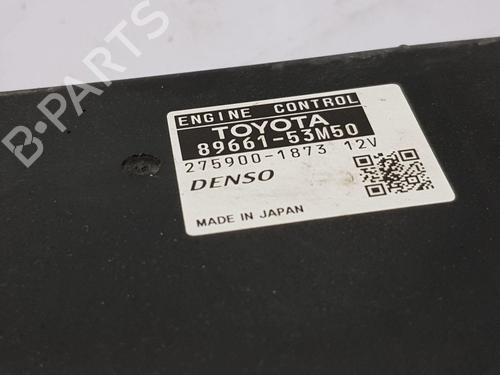 B-PARTS
ENGINE CONTROL
TOYOTA
89661-53M50
275900-1873 12V
DENSO
MADE IN JAPAN